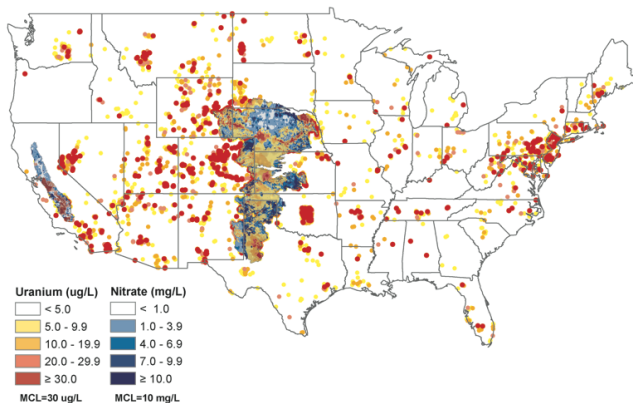 Uranium (ug/L) Nitrate (mg/L)
< 5.0 < 1.0
5.0 - 9.9 1.0 - 3.9
10.0 - 19.9 4.0 - 6.9
20.0 - 29.9 7.0 - 9.9
≥ 30.0 ≥ 10.0
MCL=30 ug/L MCL=10 mg/L